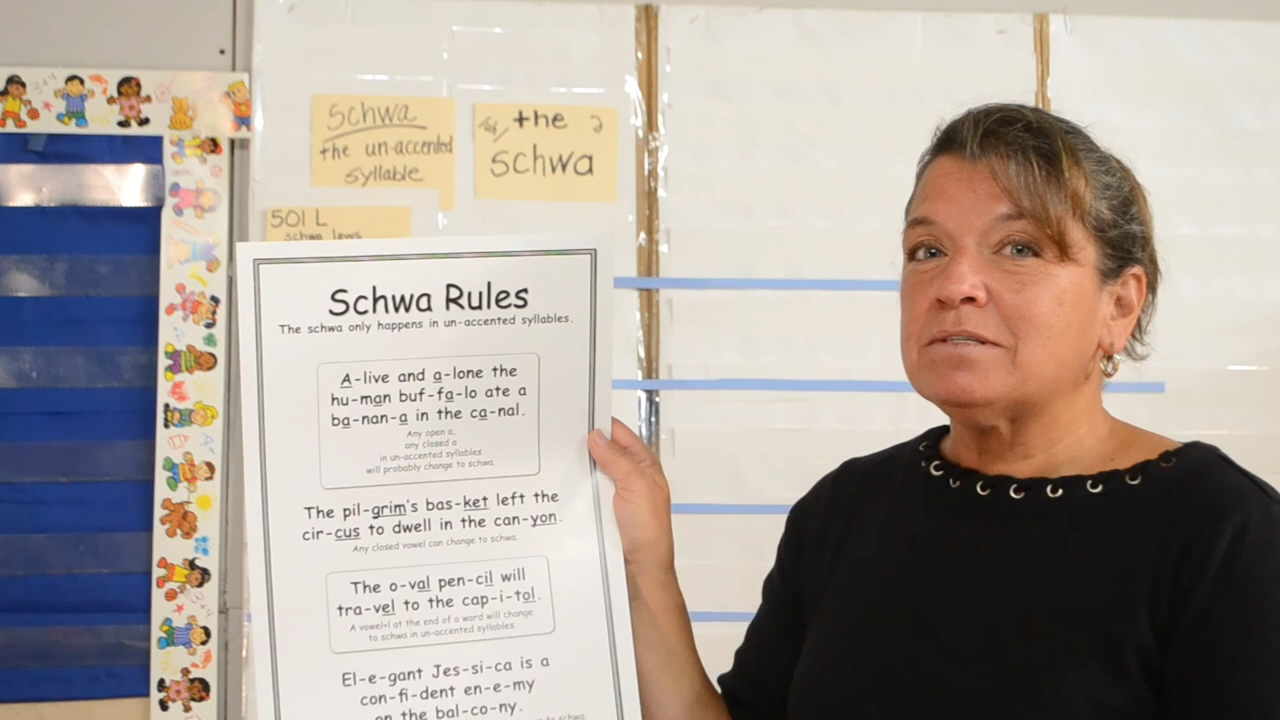 schwa
the un-accented
syllable
the ə
schwa
501 L
schwa laws
Schwa Rules
The schwa only happens in un-accented syllables.
A-live and a-lone the
hu-man buf-fa-lo ate a
ba-nan-a in the ca-nal.
Any open a,
any closed a
in un-accented syllables
will probably change to schwa.
The pil-grim's bas-ket left the
cir-cus to dwell in the can-yon.
Any closed vowel can change to schwa.
The o-val pen-cil will
tra-vel to the cap-i-tol.
A vowel+l at the end of a word will change
to schwa in un-accented syllables.
El-e-gant Jes-si-ca is a
con-fi-dent en-e-my
on the bal-co-ny.
to schwa